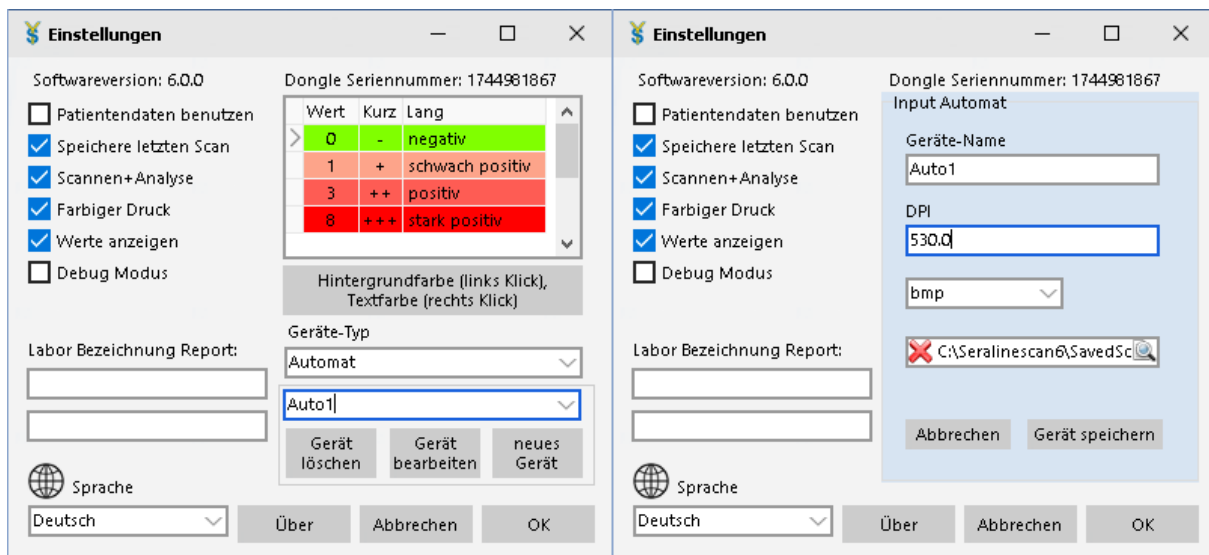 Einstellungen
Softwareversion: 6.0.0
Dongle Seriennummer: 1744981867
Patientendaten benutzen
Speichere letzten Scan
Scannen+Analyse
Farbiger Druck
Werte anzeigen
Debug Modus
Wert Kurz Lang
0 - negativ
1 + schwach positiv
3 ++ positiv
8 +++ stark positiv
Hintergrundfarbe (links Klick),
Textfarbe (rechts Klick)
Geräte-Typ
Automat
Labor Bezeichnung Report:
Auto1
Gerät
löschen
Gerät
bearbeiten
neues
Gerät
Sprache
Deutsch
Über
Abbrechen
OK
Einstellungen
Softwareversion: 6.0.0
Dongle Seriennummer: 1744981867
Patientendaten benutzen
Speichere letzten Scan
Scannen+Analyse
Farbiger Druck
Werte anzeigen
Debug Modus
Input Automat
Geräte-Name
Auto1
DPI
530.0
bmp
Labor Bezeichnung Report:
C:\Seralinescan6\SavedSc
Abbrechen
Gerät speichern
Sprache
Deutsch
Über
Abbrechen
OK